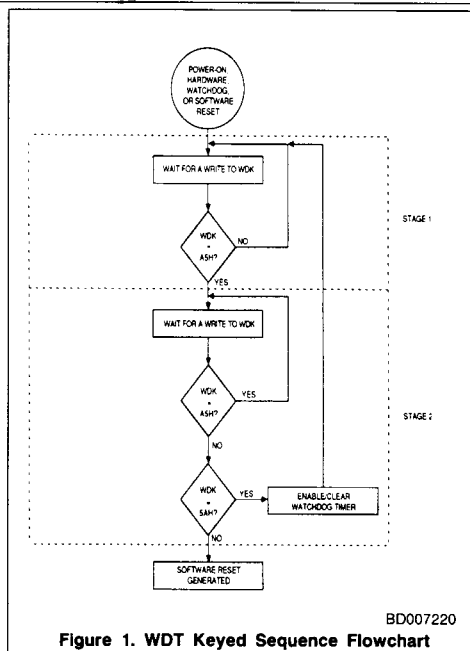 POWER-ON,
HARDWARE,
WATCHDOG,
OR SOFTWARE
RESET
WAIT FOR A WRITE TO WDK
WDK
=
A5H?
NO
YES
STAGE 1
WAIT FOR A WRITE TO WDK
WDK
=
A5H?
YES
NO
STAGE 2
WDK
=
5AH?
YES
ENABLE/CLEAR
WATCHDOG TIMER
NO
SOFTWARE RESET
GENERATED
BD007220
Figure 1. WDT Keyed Sequence Flowchart